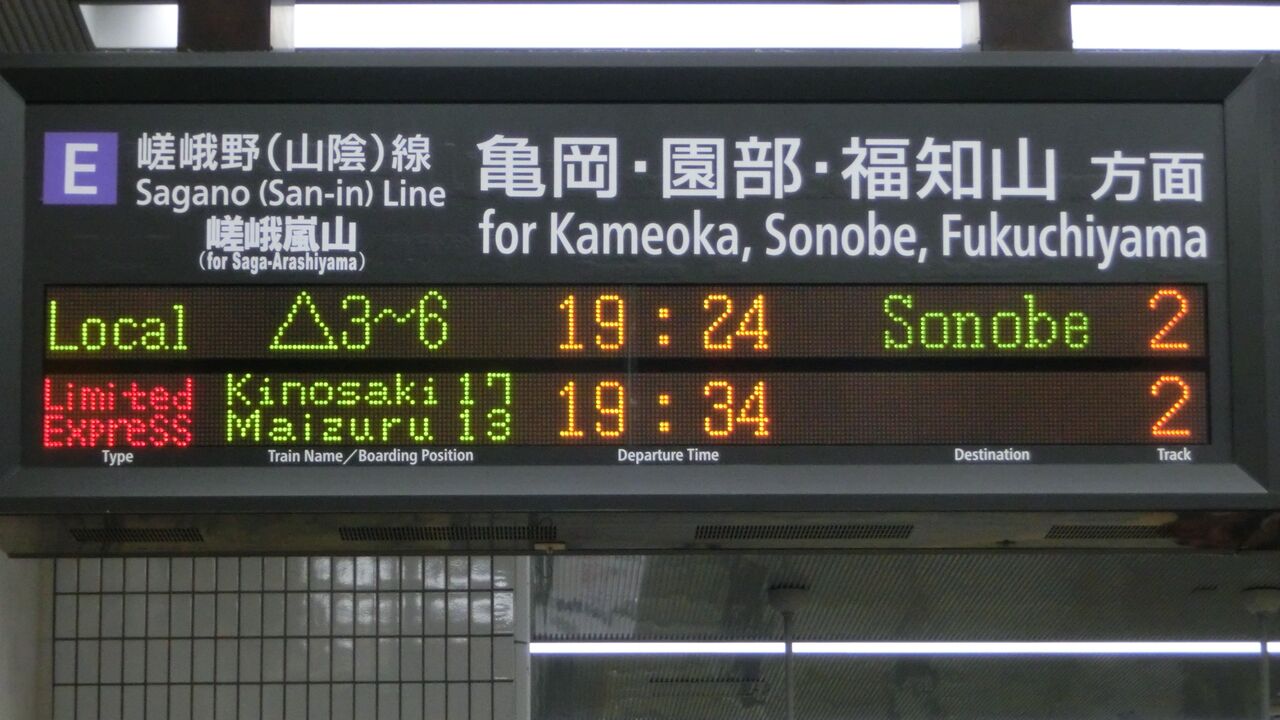 E 嵯峨野(山陰)線
Sagano (San-in) Line
嵯峨嵐山
(for Saga-Arashiyama)
亀岡・園部・福知山 方面
for Kameoka, Sonobe, Fukuchiyama
Local △3~6 19:24 Sonobe 2
Limited Express Kinosaki 17 Maizuru 13 19:34 2
Type Train Name/Boarding Position Departure Time Destination Track